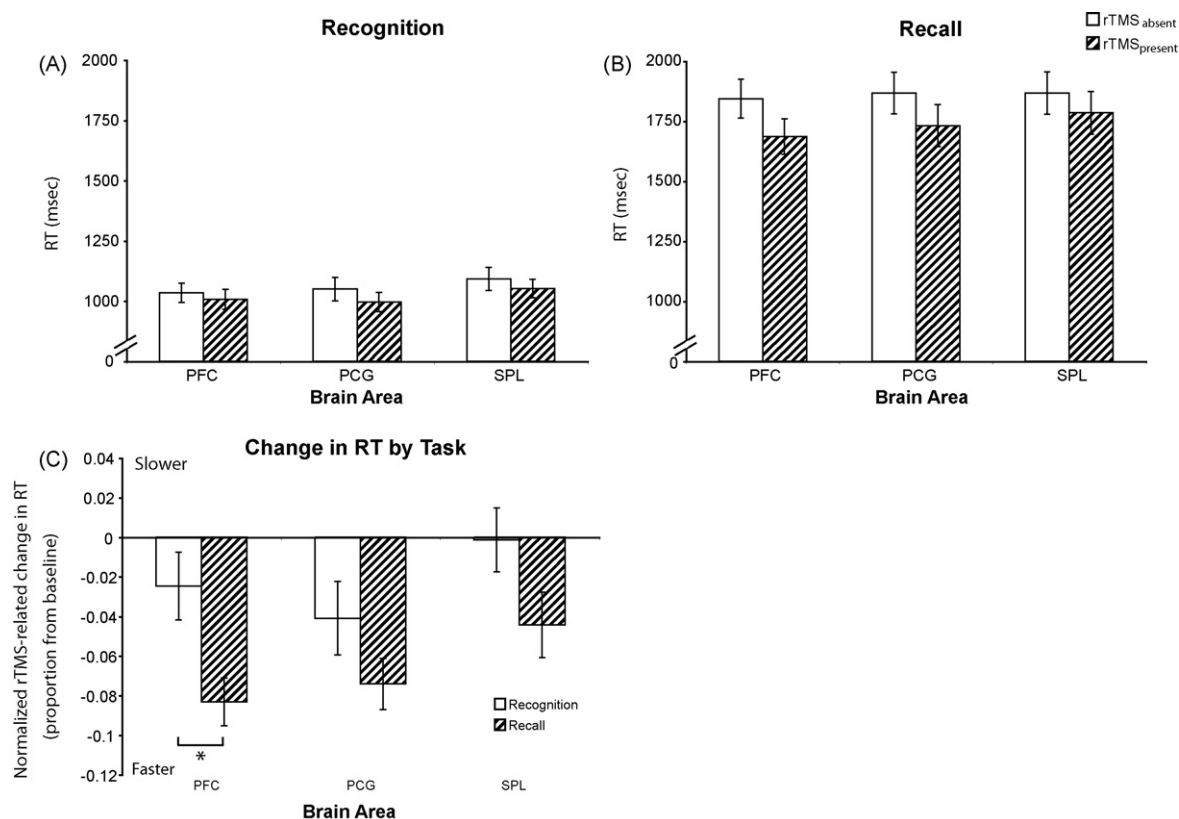 Recognition
(A)
2000
1750
1500
1250
1000
0
RT (msec)
PFC PCG SPL
Brain Area
Recall
rTMS absent
rTMS present
(B)
2000
1750
1500
1250
1000
0
RT (msec)
PFC PCG SPL
Brain Area
(C)
Change in RT by Task
Normalized rTMS-related change in RT
(proportion from baseline)
0.04
0.02
0
-0.02
-0.04
-0.06
-0.08
-0.1
-0.12
Slower
Faster
*
Recognition
Recall
PFC PCG SPL
Brain Area